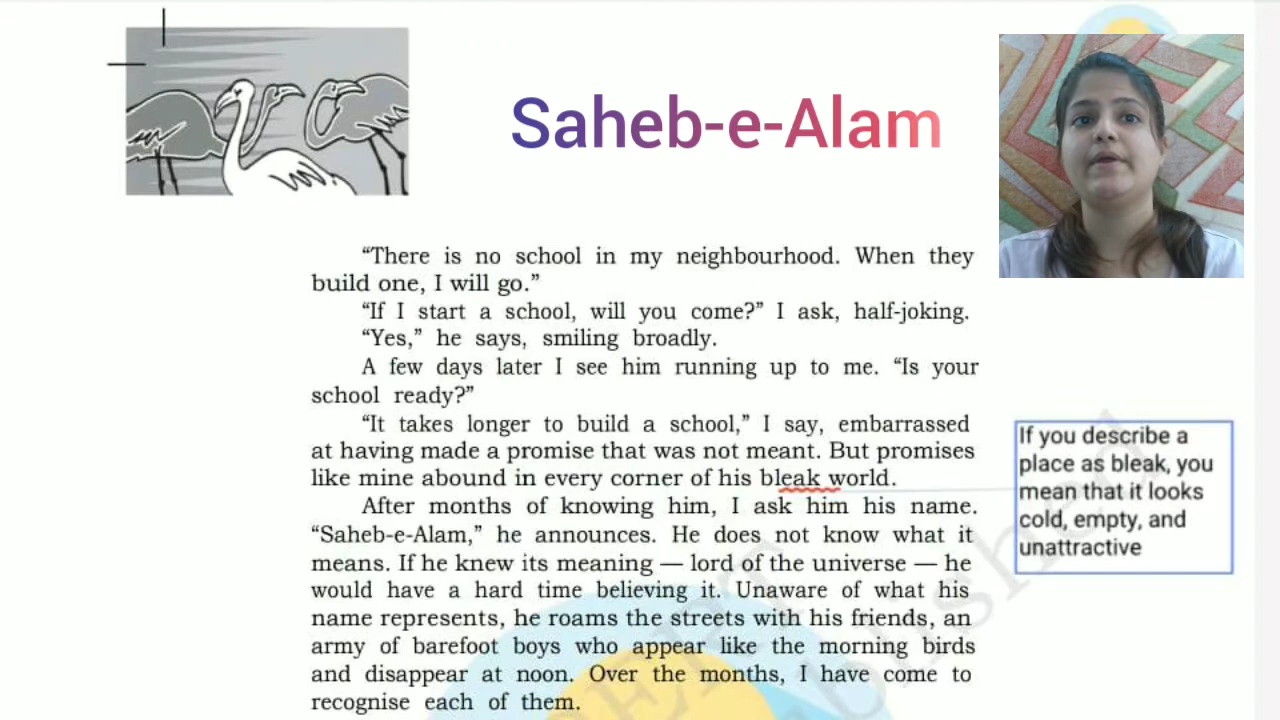 Saheb-e-Alam
“There is no school in my neighbourhood. When they
build one, I will go.”
“If I start a school, will you come?” I ask, half-joking.
“Yes,” he says, smiling broadly.
A few days later I see him running up to me. “Is your
school ready?”
“It takes longer to build a school,” I say, embarrassed
at having made a promise that was not meant. But promises
like mine abound in every corner of his bleak world.
After months of knowing him, I ask him his name.
“Saheb-e-Alam,” he announces. He does not know what it
means. If he knew its meaning — lord of the universe — he
would have a hard time believing it. Unaware of what his
name represents, he roams the streets with his friends, an
army of barefoot boys who appear like the morning birds
and disappear at noon. Over the months, I have come to
recognise each of them.
If you describe a
place as bleak, you
mean that it looks
cold, empty, and
unattractive